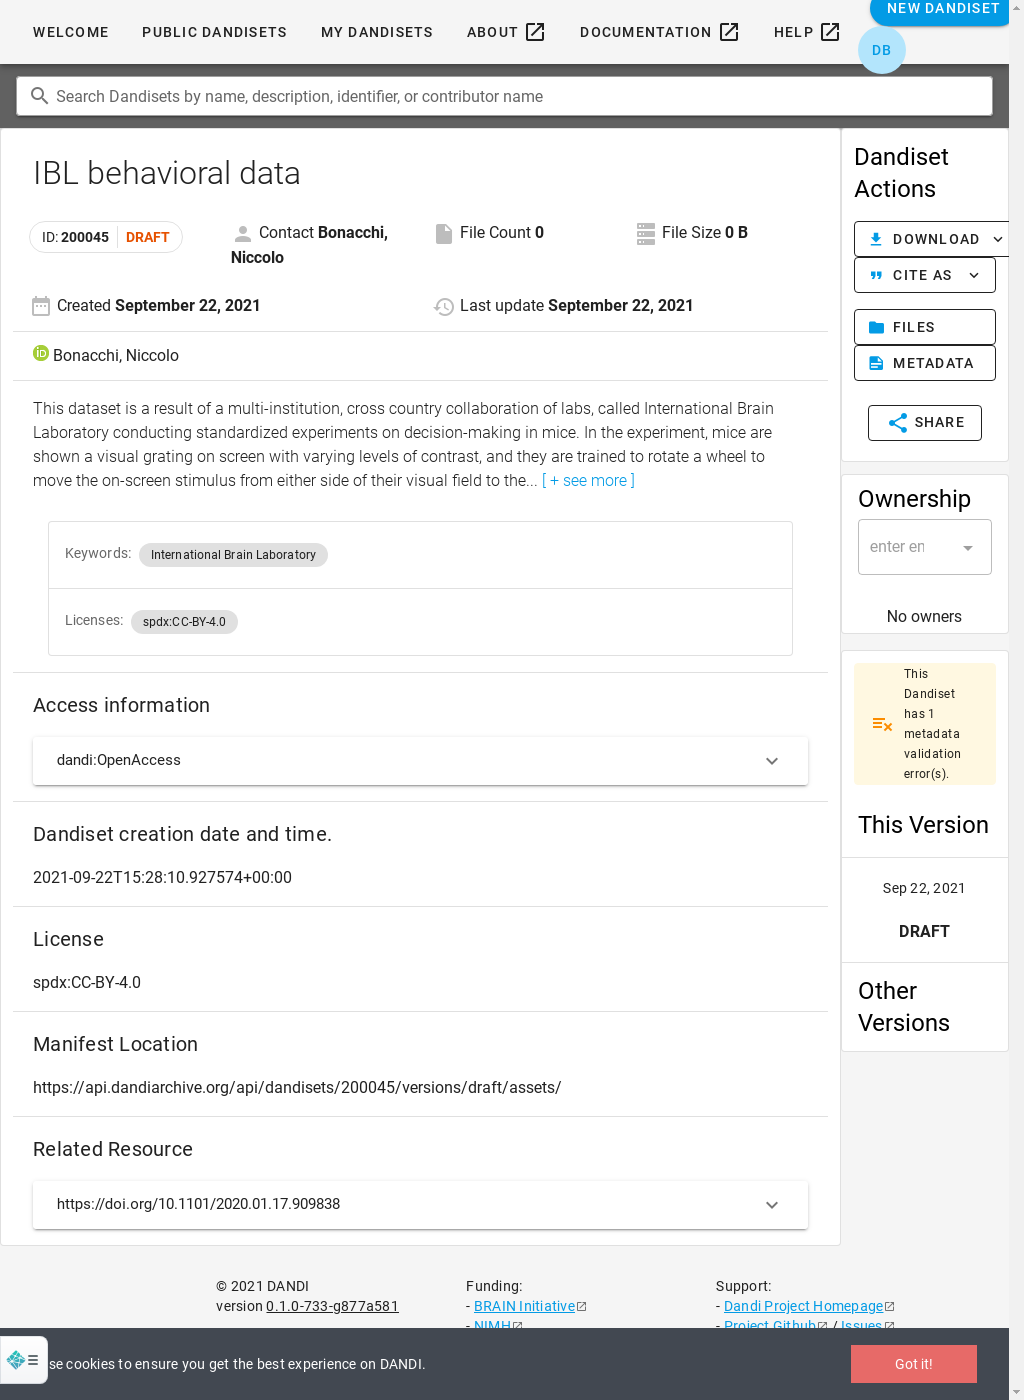 WELCOME
PUBLIC DANDISETS
MY DANDISETS
ABOUT
DOCUMENTATION
HELP
NEW DANDISET
DB
Search Dandisets by name, description, identifier, or contributor name
IBL behavioral data
ID: 200045 DRAFT
Contact Bonacchi,
Niccolo
File Count 0
File Size 0 B
Created September 22, 2021
Last update September 22, 2021
iD Bonacchi, Niccolo
This dataset is a result of a multi-institution, cross country collaboration of labs, called International Brain
Laboratory conducting standardized experiments on decision-making in mice. In the experiment, mice are
shown a visual grating on screen with varying levels of contrast, and they are trained to rotate a wheel to
move the on-screen stimulus from either side of their visual field to the... [ + see more ]
Keywords: International Brain Laboratory
Licenses: spdx:CC-BY-4.0
Access information
dandi:OpenAccess
Dandiset creation date and time.
2021-09-22T15:28:10.927574+00:00
License
spdx:CC-BY-4.0
Manifest Location
https://api.dandiarchive.org/api/dandisets/200045/versions/draft/assets/
Related Resource
https://doi.org/10.1101/2020.01.17.909838
Dandiset
Actions
DOWNLOAD
CITE AS
FILES
METADATA
SHARE
Ownership
enter en
No owners
This
Dandiset
has 1
metadata
validation
error(s).
This Version
Sep 22, 2021
DRAFT
Other
Versions
© 2021 DANDI
version 0.1.0-733-g877a581
Funding:
- BRAIN Initiative
- NIMH
Support:
- Dandi Project Homepage
- Project Github / Issues
se cookies to ensure you get the best experience on DANDI.
Got it!